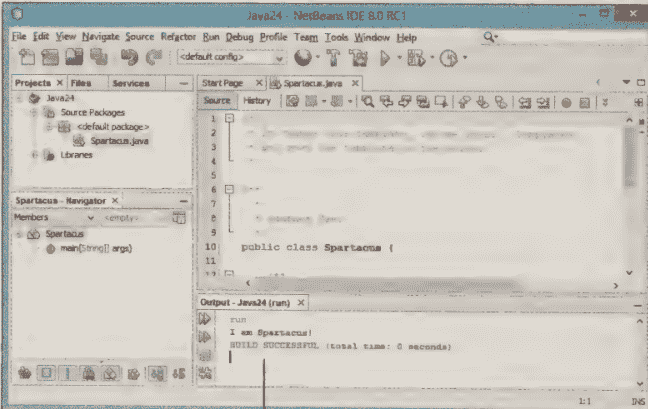 Java24 - NetBeans IDE 8.0 RC1
File Edit View Navigate Source Refactor Run Debug Profile Team Tools Window Help
<default config>
Projects × Files Services
Java24
Source Packages
<default package>
Spartacus.java
Libraries
Spartacus - Navigator ×
Members <empty>
Spartacus
main(String[] args)
Start Page × Spartacus.java ×
Source History
1
2
3
4
5
6
7
8
9
10 public class Spartacus {
11
12
Output - Java24 (run) ×
run
I am Spartacus!
BUILD SUCCESSFUL (total time: 0 seconds)
1:1 INS